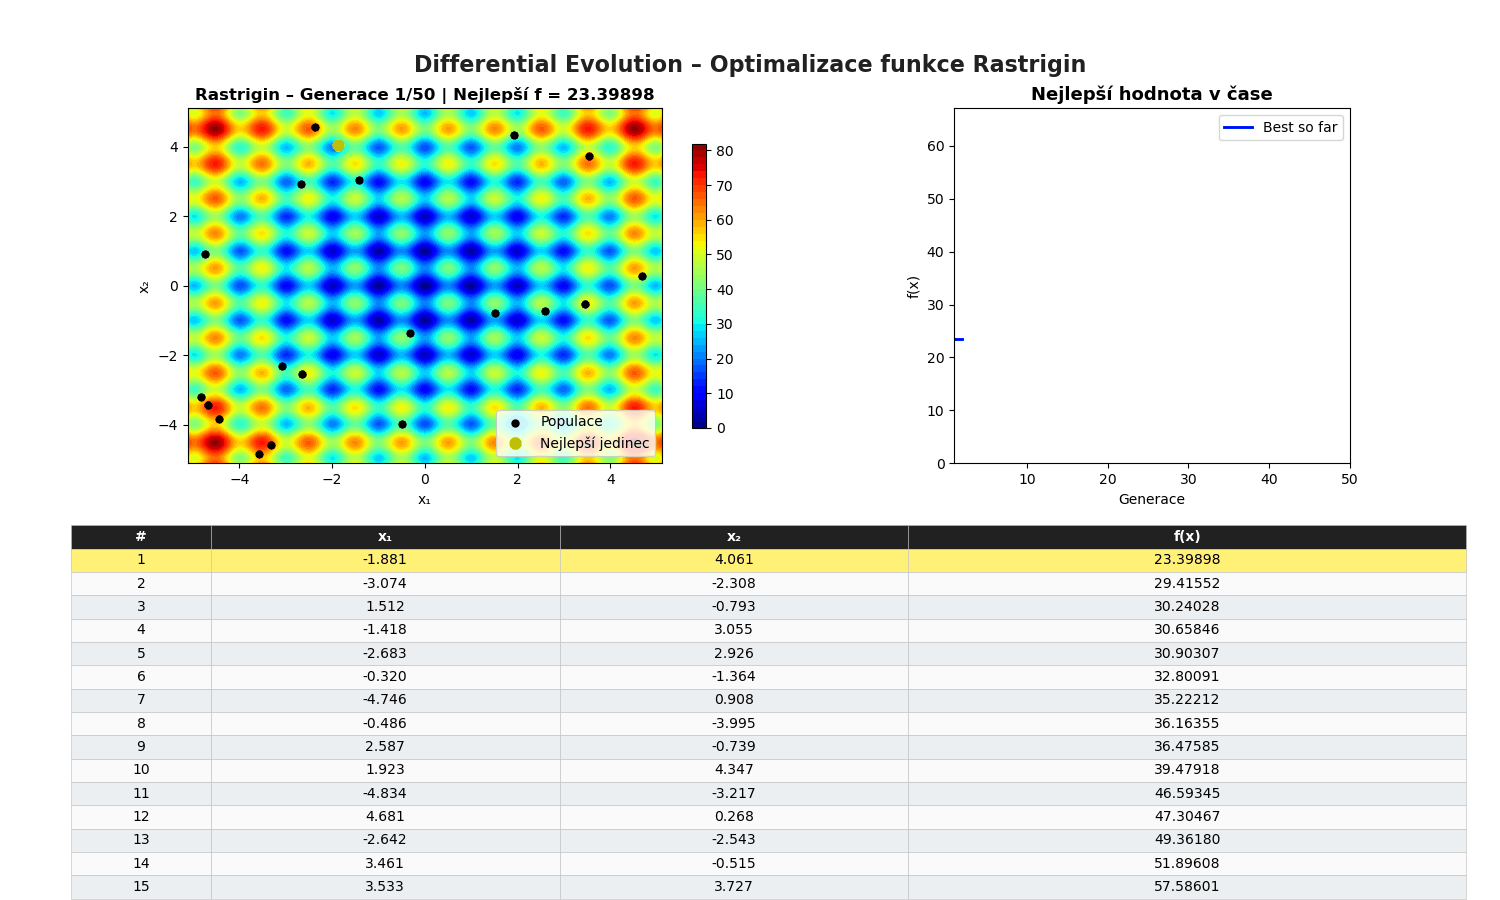 Differential Evolution – Optimalizace funkce Rastrigin
Rastrigin – Generace 1/50 | Nejlepší f = 23.39898
4
2
0
−2
−4
x₂
−4 −2 0 2 4
x₁
Populace
Nejlepší jedinec
80
70
60
50
40
30
20
10
0
Nejlepší hodnota v čase
Best so far
60
50
40
30
20
10
0
f(x)
10 20 30 40 50
Generace
# x₁ x₂ f(x)
1 -1.881 4.061 23.39898
2 -3.074 -2.308 29.41552
3 1.512 -0.793 30.24028
4 -1.418 3.055 30.65846
5 -2.683 2.926 30.90307
6 -0.320 -1.364 32.80091
7 -4.746 0.908 35.22212
8 -0.486 -3.995 36.16355
9 2.587 -0.739 36.47585
10 1.923 4.347 39.47918
11 -4.834 -3.217 46.59345
12 4.681 0.268 47.30467
13 -2.642 -2.543 49.36180
14 3.461 -0.515 51.89608
15 3.533 3.727 57.58601